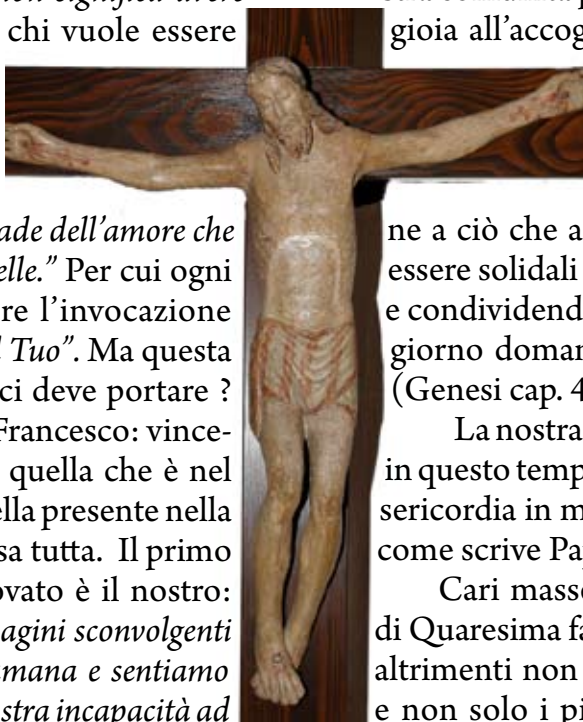 chi vuole essere
ade dell’amore che
elle.” Per cui ogni
re l’invocazione
Tuo”. Ma questa
ci deve portare ?
Francesco: vince-
quella che è nel
ella presente nella
sa tutta. Il primo
ovato è il nostro:
agini sconvolgenti
mana e sentiamo
stra incapacità ad
gioia all’accog
ne a ciò che a
essere solidali
e condividend
giorno doman
(Genesi cap. 4
La nostra
in questo temp
sericordia in m
come scrive Pa
Cari masse
di Quaresima fa
altrimenti non
e non solo i pi